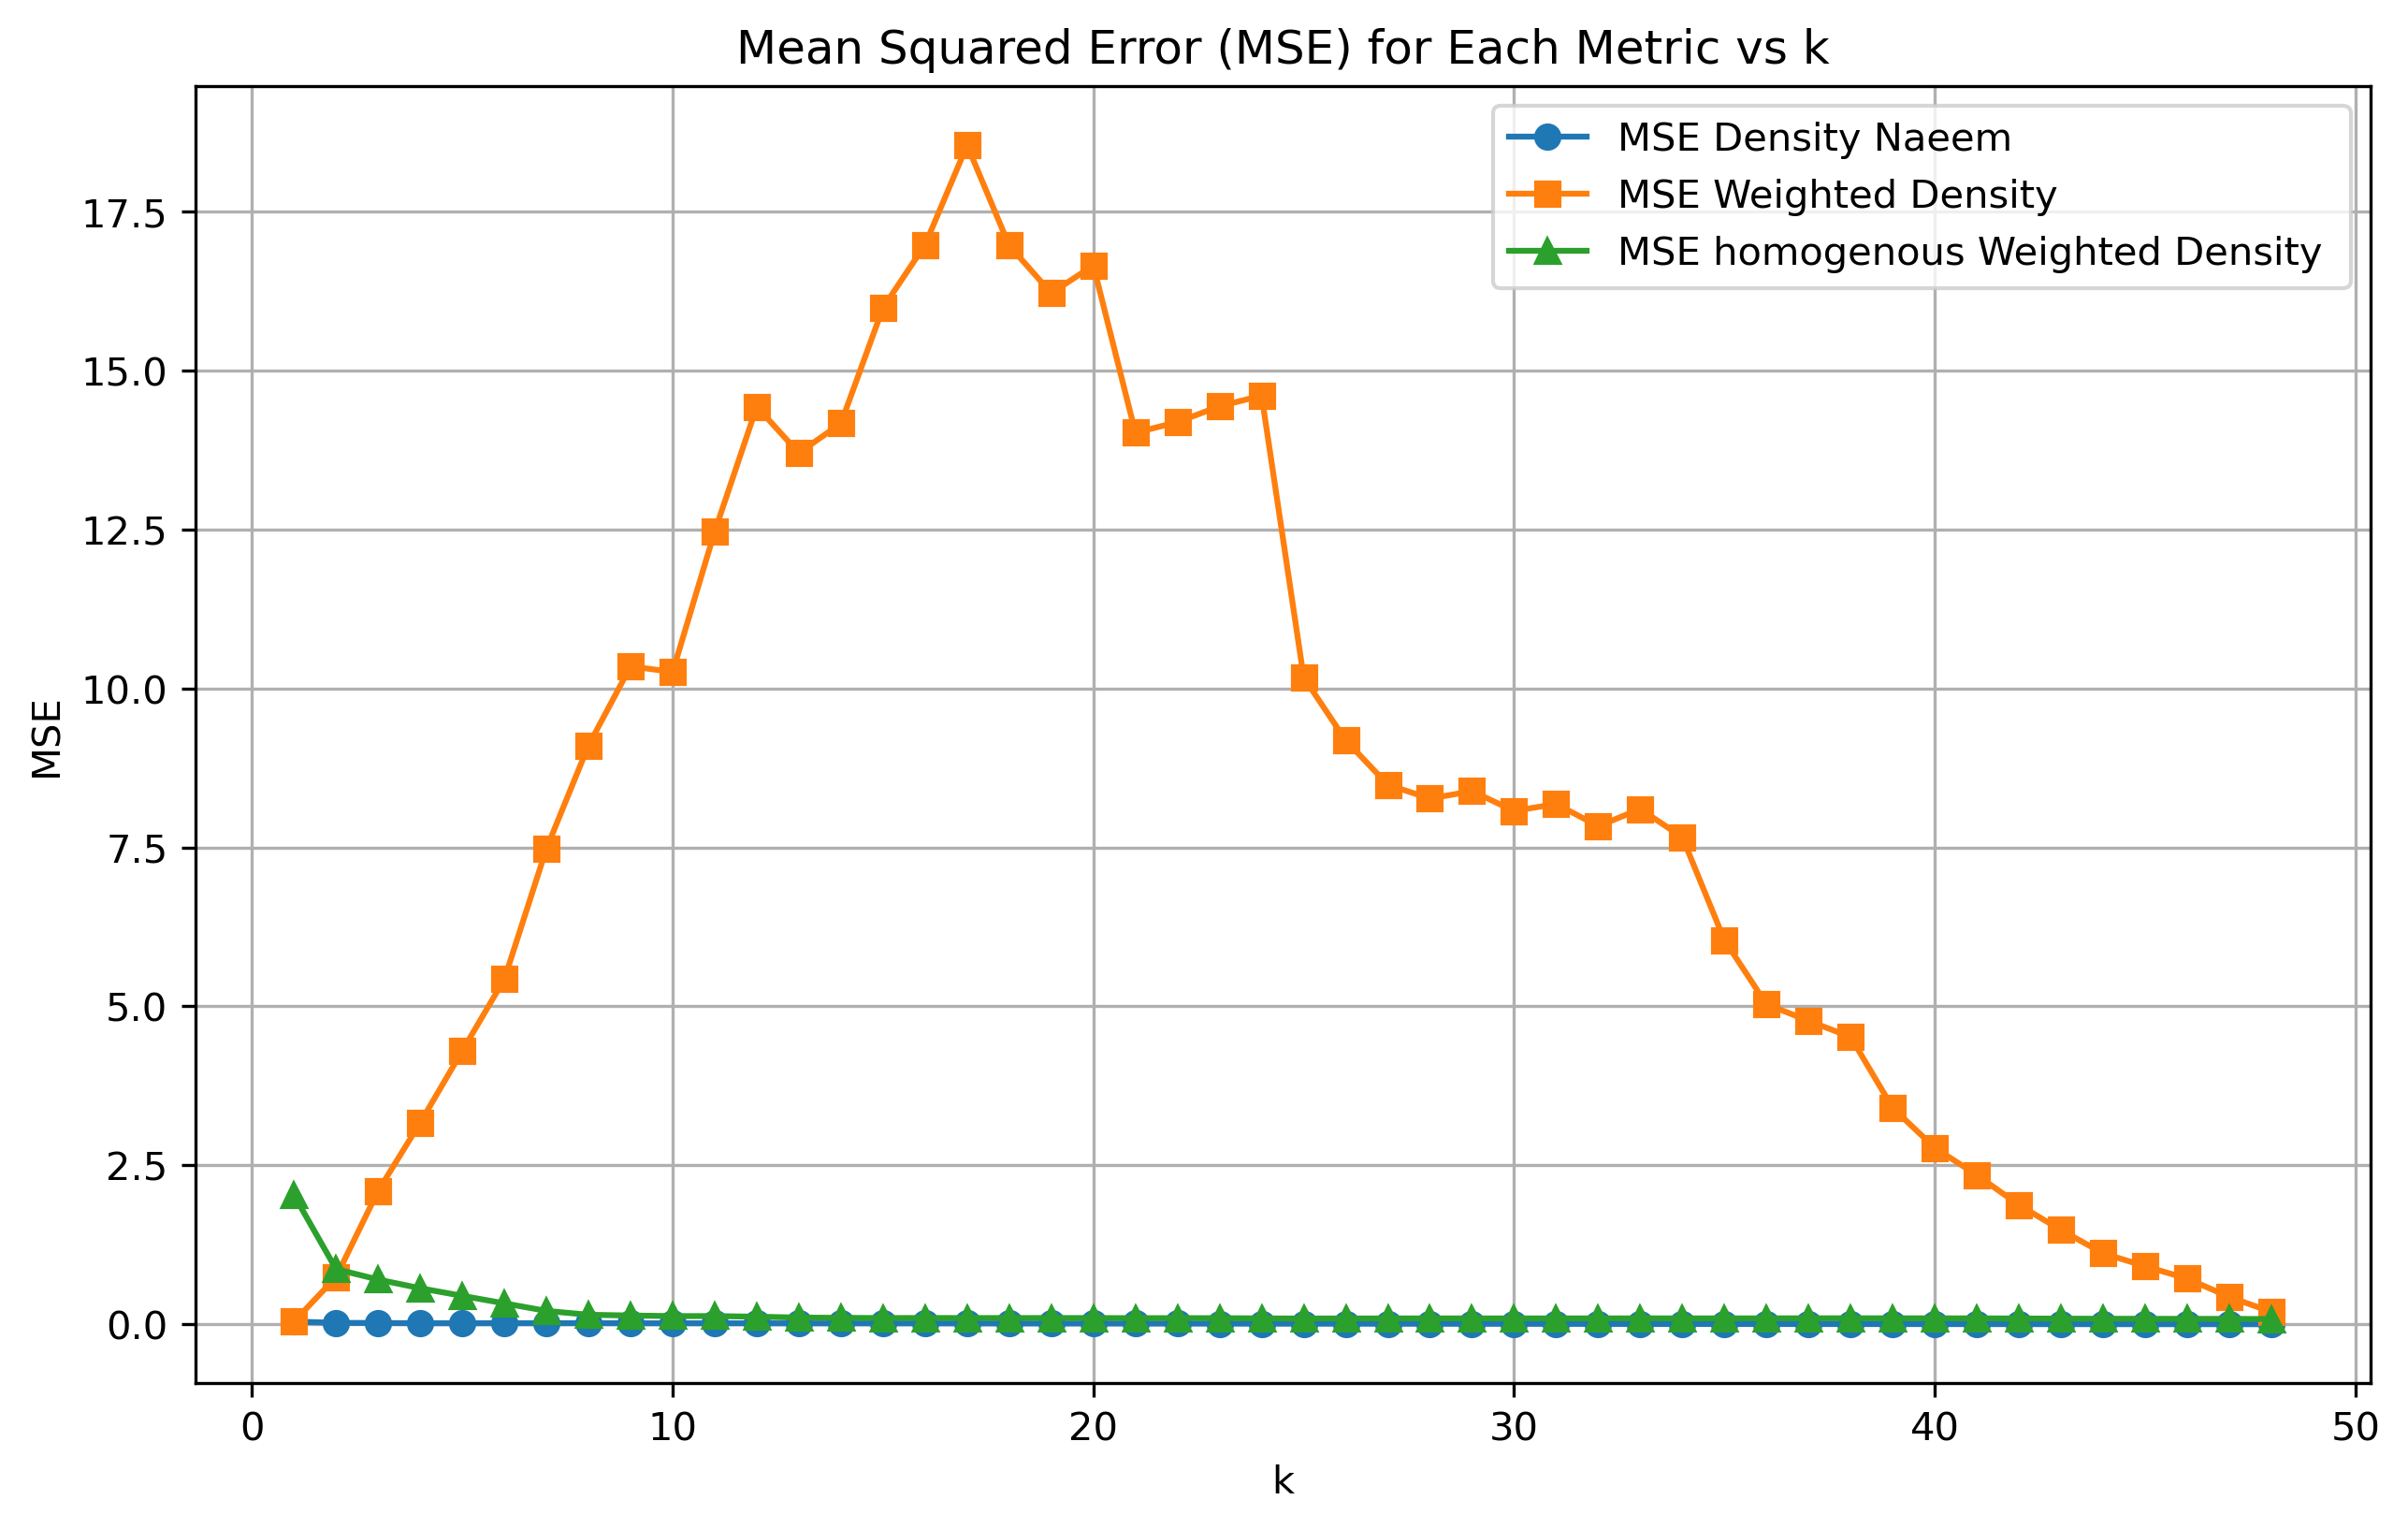 Mean Squared Error (MSE) for Each Metric vs k
MSE Density Naeem
MSE Weighted Density
MSE homogenous Weighted Density
17.5
15.0
12.5
10.0
7.5
5.0
2.5
0.0
MSE
0 10 20 30 40 50
k